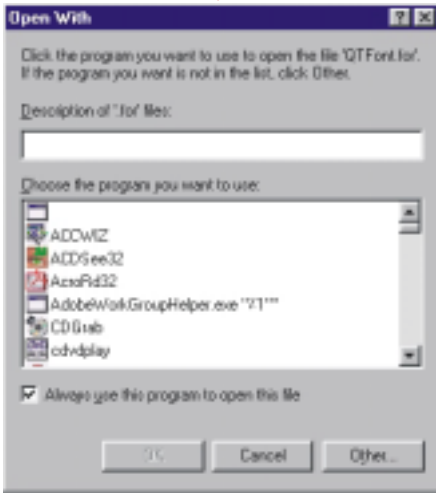 Open With
Click the program you want to use to open the file 'QTFont.for'.
If the program you want is not in the list, click Other.
Description of '.for' files:
Choose the program you want to use:
ACCWIZ
ACDSee32
AcroRd32
AdobeWorkGroupHelper.exe "%1"""
CDGrab
cdvdplay
Always use this program to open this file
OK
Cancel
Other...